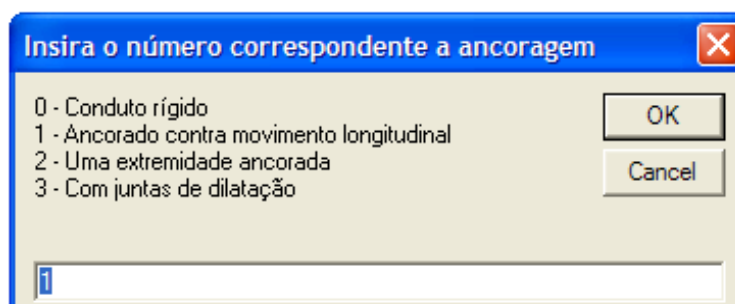 Insira o número correspondente a ancoragem
0 - Conduto rígido
1 - Ancorado contra movimento longitudinal
2 - Uma extremidade ancorada
3 - Com juntas de dilatação
OK
Cancel
1